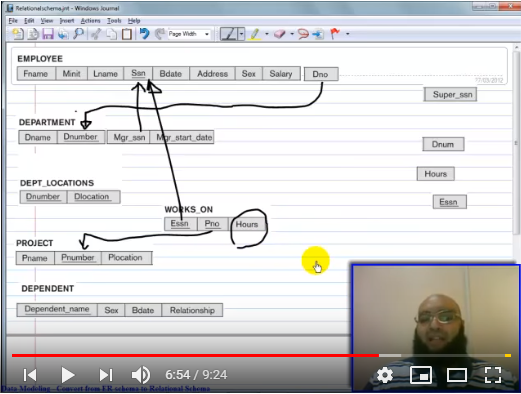 Relationalschema.jnt - Windows Journal
File Edit View Insert Actions Tools Help
Page Width
EMPLOYEE
Fname Minit Lname Ssn Bdate Address Sex Salary Dno
17/03/2012
Super_ssn
DEPARTMENT
Dname Dnumber Mgr_ssn Mgr_start_date
Dnum
Hours
DEPT_LOCATIONS
Dnumber Dlocation
Essn
WORKS_ON
Essn Pno Hours
PROJECT
Pname Pnumber Plocation
DEPENDENT
Dependent_name Sex Bdate Relationship
6:54 / 9:24
Data Modeling - Convert from ER schema to Relational Schema